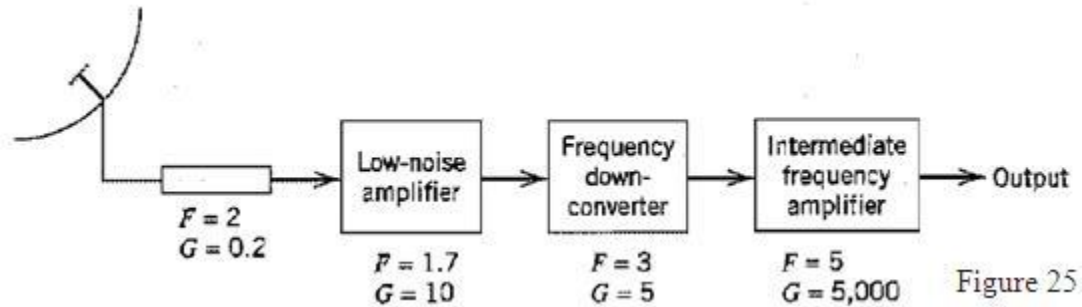 Low-noise
amplifier
Frequency
down-
converter
Intermediate
frequency
amplifier
Output
F = 2
G = 0.2
F = 1.7
G = 10
F = 3
G = 5
F = 5
G = 5,000
Figure 25